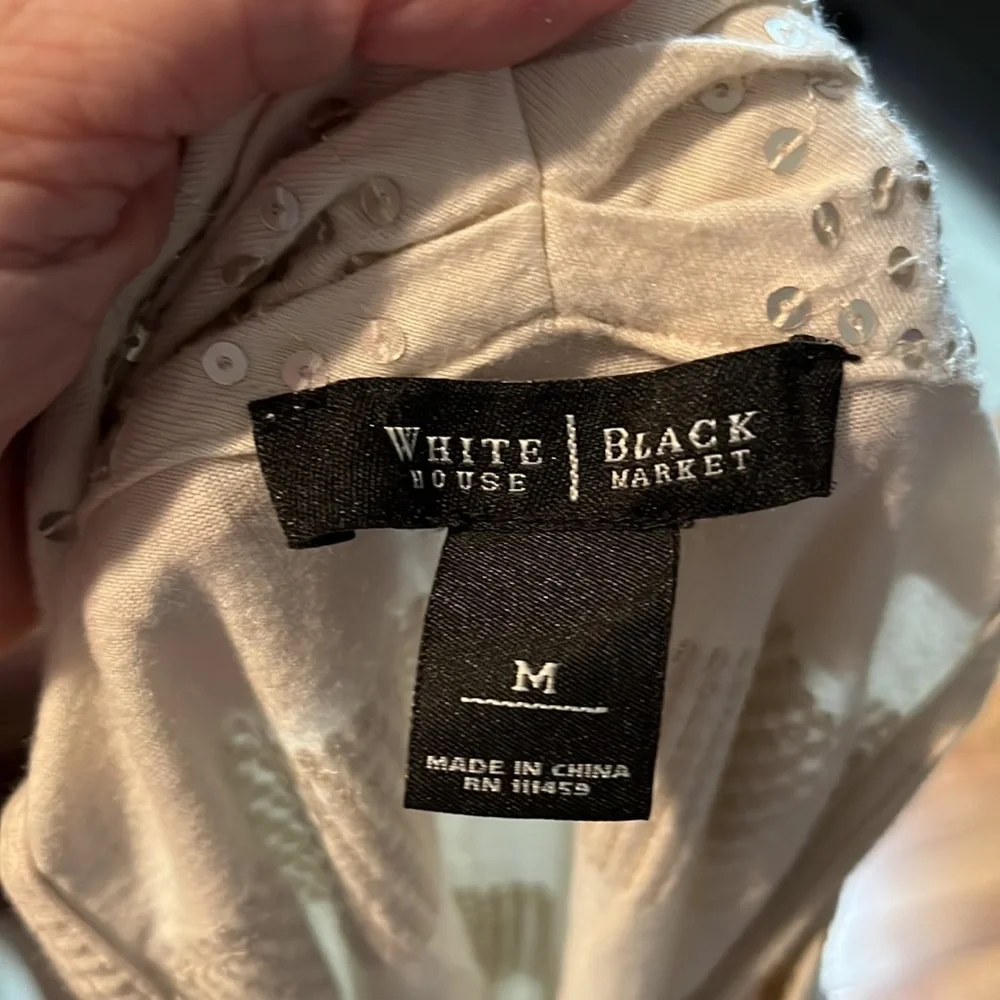 WHITE | BLACK
HOUSE | MARKET
M
MADE IN CHINA
RN 111459